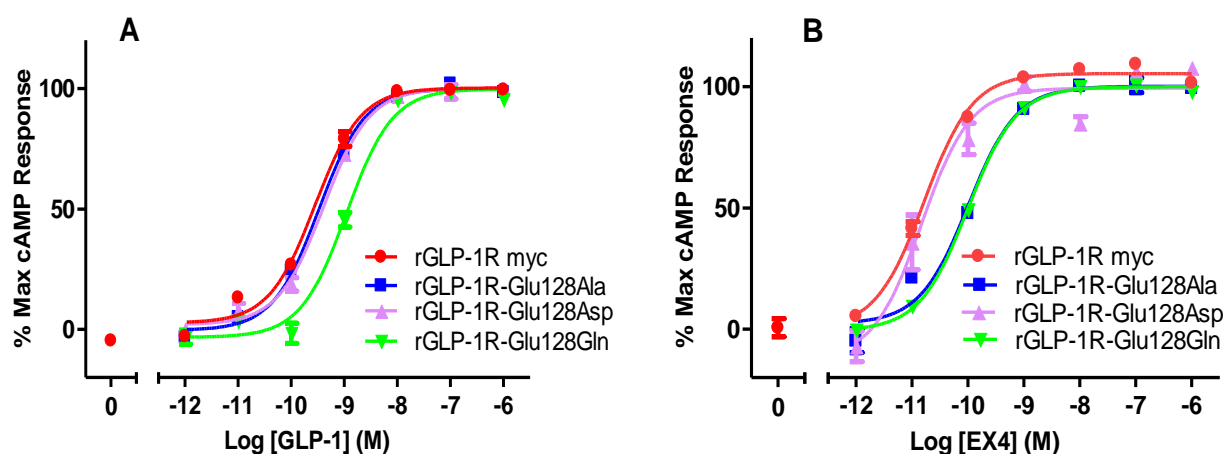 A
% Max cAMP Response
100
50
0
rGLP-1R myc
rGLP-1R-Glu128Ala
rGLP-1R-Glu128Asp
rGLP-1R-Glu128Gln
0 -12 -11 -10 -9 -8 -7 -6
Log [GLP-1] (M)
B
% Max cAMP Response
100
50
0
rGLP-1R myc
rGLP-1R-Glu128Ala
rGLP-1R-Glu128Asp
rGLP-1R-Glu128Gln
0 -12 -11 -10 -9 -8 -7 -6
Log [EX4] (M)